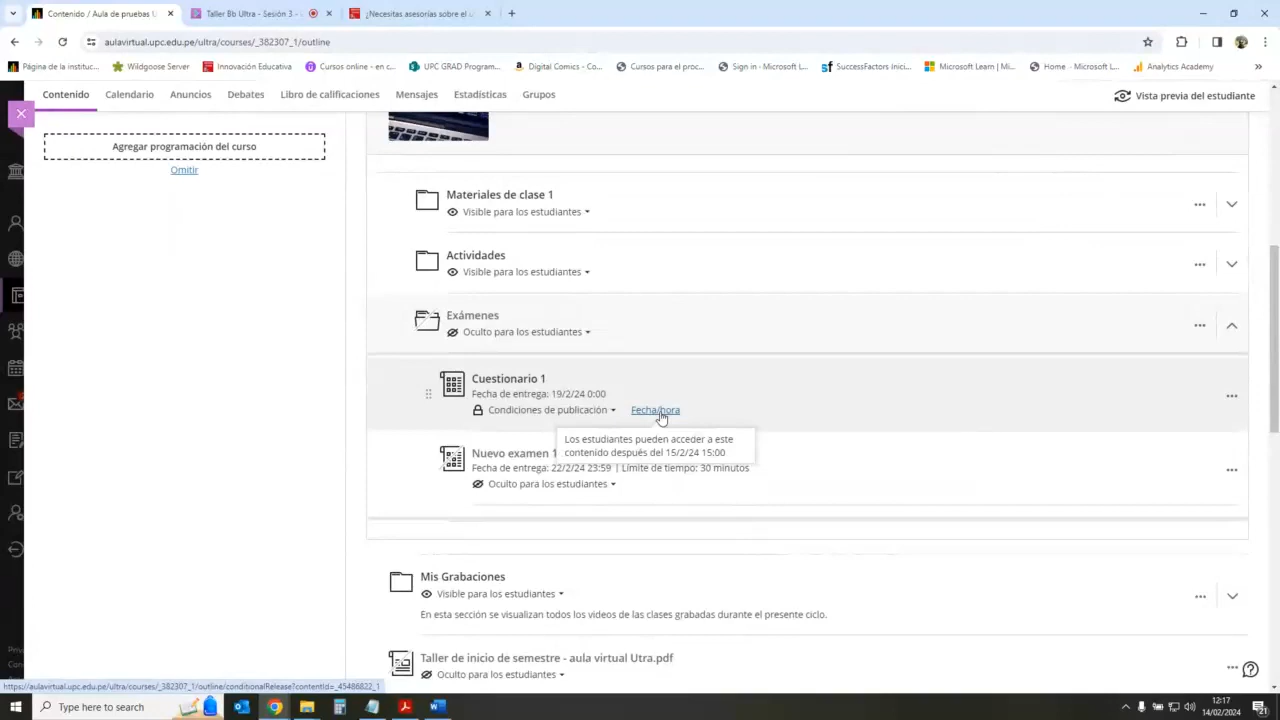 Contenido / Aula de pruebas U
Taller Bb Ultra - Sesión 3 -
¿Necesitas asesorías sobre el u
aulavirtual.upc.edu.pe/ultra/courses/_382307_1/outline
Página de la instituc...
Wildgoose Server
Innovación Educativa
Cursos online - en c...
UPC GRAD Program...
Digital Comics - Co...
Cursos para el proc...
Sign in - Microsoft L...
SuccessFactors Inici...
Microsoft Learn | Mi...
Home - Microsoft L...
Analytics Academy
Contenido
Calendario
Anuncios
Debates
Libro de calificaciones
Mensajes
Estadísticas
Grupos
Vista previa del estudiante
Agregar programación del curso
Omitir
Materiales de clase 1
Visible para los estudiantes
Actividades
Visible para los estudiantes
Exámenes
Oculto para los estudiantes
Cuestionario 1
Fecha de entrega: 19/2/24 0:00
Condiciones de publicación
Fecha/hora
Los estudiantes pueden acceder a este
contenido después del 15/2/24 15:00
Nuevo examen 1
Fecha de entrega: 22/2/24 23:59 | Límite de tiempo: 30 minutos
Oculto para los estudiantes
Mis Grabaciones
Visible para los estudiantes
En esta sección se visualizan todos los videos de las clases grabadas durante el presente ciclo.
Taller de inicio de semestre - aula virtual Utra.pdf
Oculto para los estudiantes
Priv
https://aulavirtual.upc.edu.pe/ultra/courses/_382307_1/outline/conditionalRelease?contentId=_45486822_1
Type here to search
12:17
14/02/2024
21